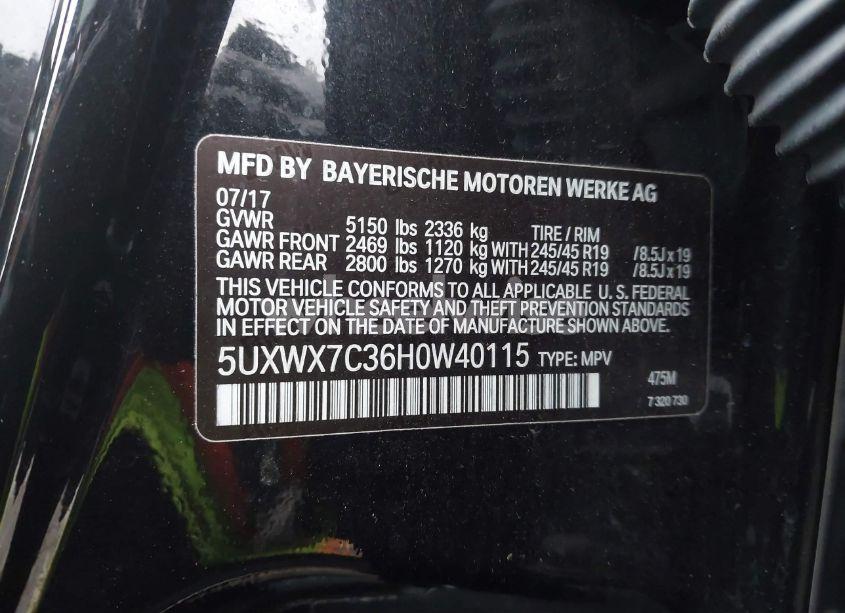 MFD BY BAYERISCHE MOTOREN WERKE AG
07/17
GVWR 5150 lbs 2336 kg TIRE / RIM
GAWR FRONT 2469 lbs 1120 kg WITH 245/45 R19 /8.5J x 19
GAWR REAR 2800 lbs 1270 kg WITH 245/45 R19 /8.5J x 19
THIS VEHICLE CONFORMS TO ALL APPLICABLE U. S. FEDERAL
MOTOR VEHICLE SAFETY AND THEFT PREVENTION STANDARDS
IN EFFECT ON THE DATE OF MANUFACTURE SHOWN ABOVE.
5UXWX7C36H0W40115 TYPE: MPV
475M
7 320 730